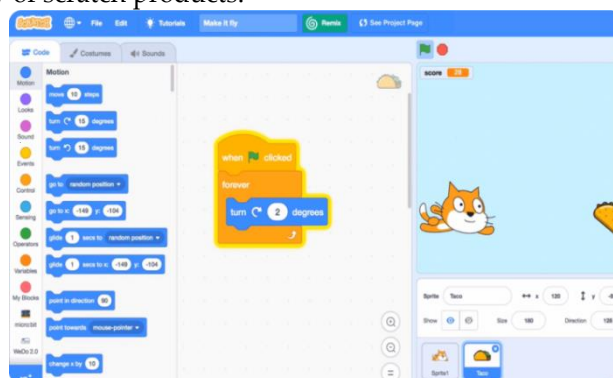 of scratch products.
SCRATCH File Edit Tutorials Make it fly Remix See Project Page
Code Costumes Sounds
Motion
Motion
move 10 steps
Looks
turn 15 degrees
Sound
turn 15 degrees
Events
Control
go to random position
Sensing
go to x: -149 y: -104
Operators
glide 1 secs to random position
Variables
glide 1 secs to x: -149 y: -104
My Blocks
point in direction 90
micro:bit
point towards mouse-pointer
WeDo 2.0
change x by 10
when clicked
forever
turn 2 degrees
score
Sprite Taco x 120 y
Show Size 160 Direction 128
Sprite1 Taco